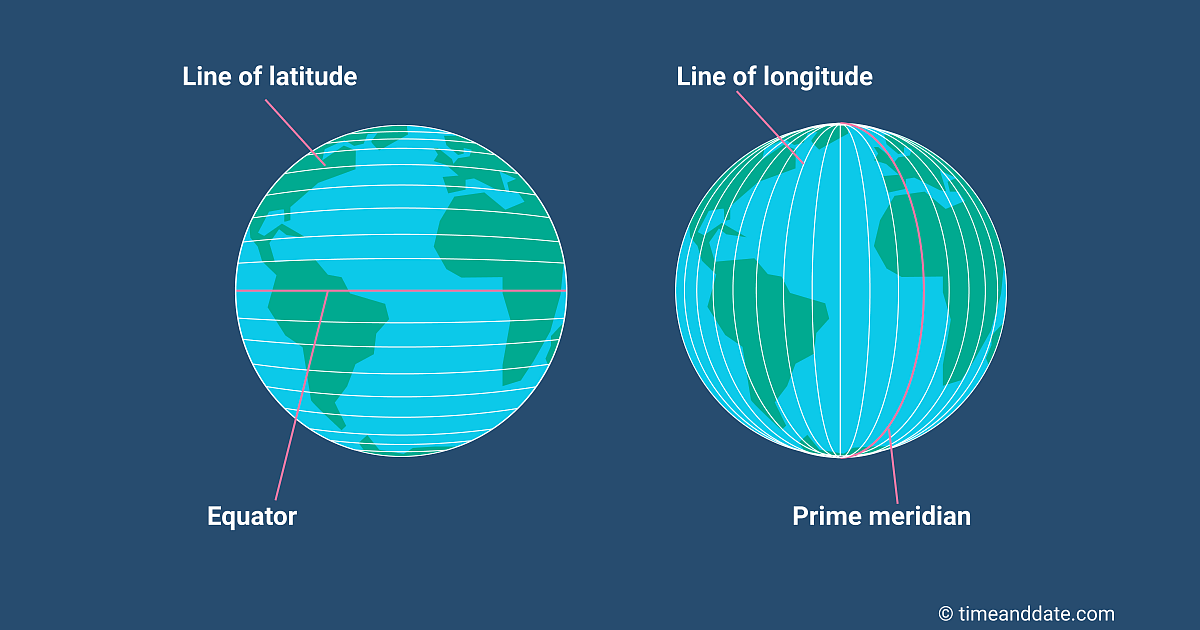 Line of latitude
Line of longitude
Equator
Prime meridian
© timeanddate.com